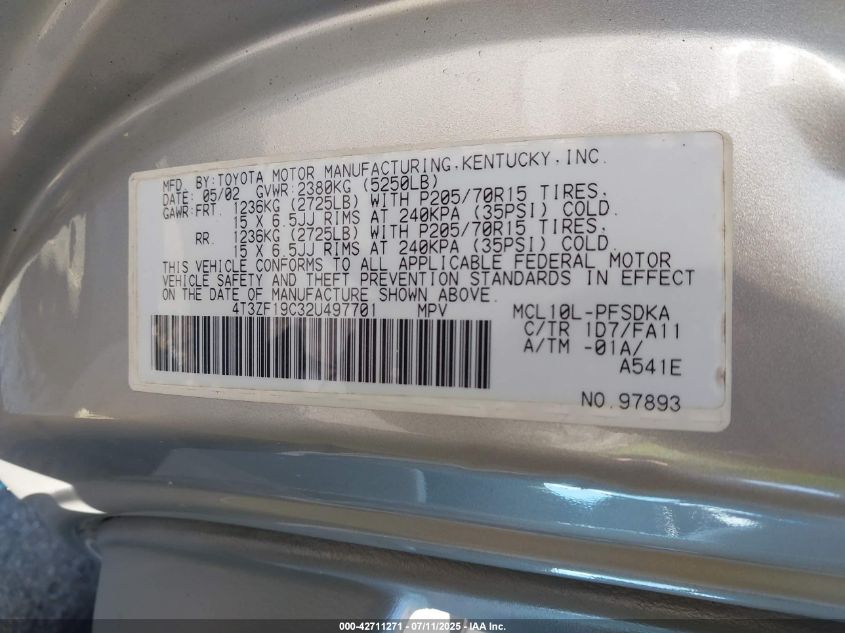 MFD. BY:TOYOTA MOTOR MANUFACTURING,KENTUCKY,INC.
DATE: 05/02 GVWR:2380KG (5250LB)
GAWR:FRT. 1236KG (2725LB) WITH P205/70R15 TIRES,
15 X 6.5JJ RIMS AT 240KPA (35PSI) COLD.
RR. 1236KG (2725LB) WITH P205/70R15 TIRES,
15 X 6.5JJ RIMS AT 240KPA (35PSI) COLD.
THIS VEHICLE CONFORMS TO ALL APPLICABLE FEDERAL MOTOR
VEHICLE SAFETY AND THEFT PREVENTION STANDARDS IN EFFECT
ON THE DATE OF MANUFACTURE SHOWN ABOVE.
4T3ZF19C32U497701 MPV MCL10L-PFSDKA
C/TR 1D7/FA11
A/TM -01A/
A541E
NO.97893
000-42711271 - 07/11/2025 - IAA Inc.